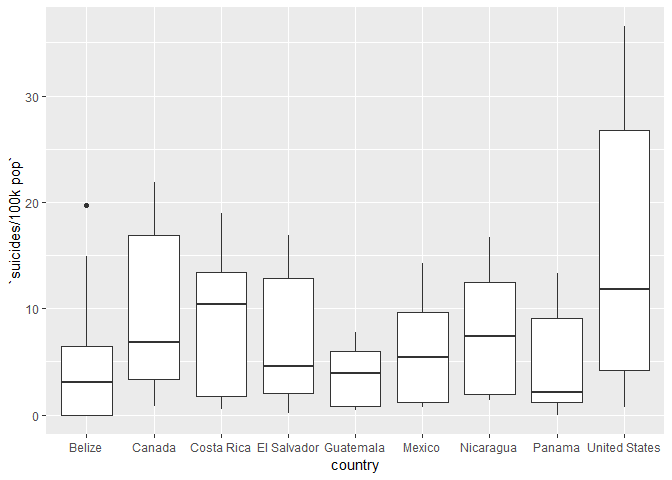 `suicides/100k pop`
30
20
10
0
Belize Canada Costa Rica El Salvador Guatemala Mexico Nicaragua Panama United States
country